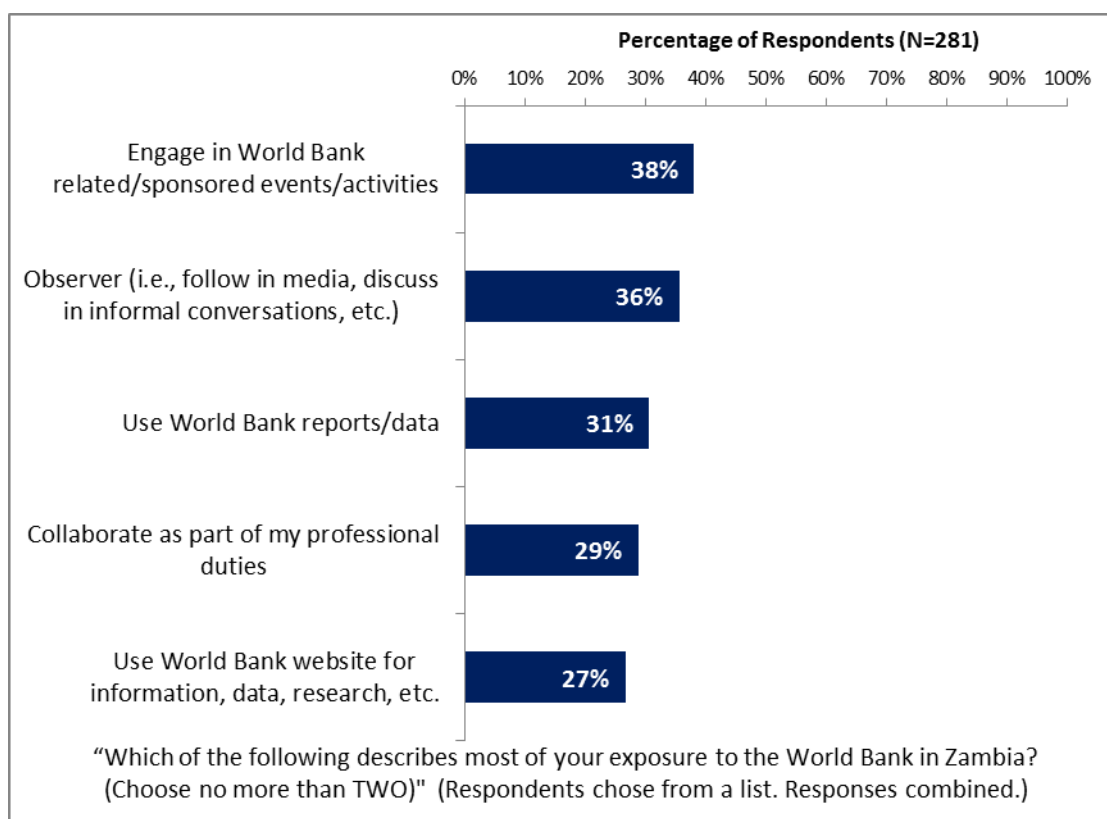 Percentage of Respondents (N=281)
0% 10% 20% 30% 40% 50% 60% 70% 80% 90% 100%
Engage in World Bank
related/sponsored events/activities
38%
Observer (i.e., follow in media, discuss
in informal conversations, etc.)
36%
Use World Bank reports/data
31%
Collaborate as part of my professional
duties
29%
Use World Bank website for
information, data, research, etc.
27%
“Which of the following describes most of your exposure to the World Bank in Zambia?
(Choose no more than TWO)" (Respondents chose from a list. Responses combined.)